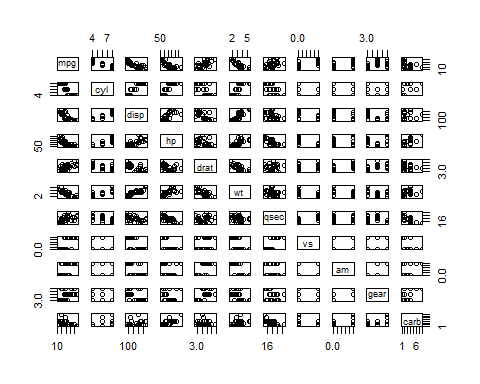 4 7 50 2 5 0.0 3.0
mpg 10
4 cyl
disp 100
50 hp
drat 3.0
2 wt
qsec 16
0.0 vs
am 0.0
3.0 gear
carb 1
10 100 3.0 16 0.0 1 6